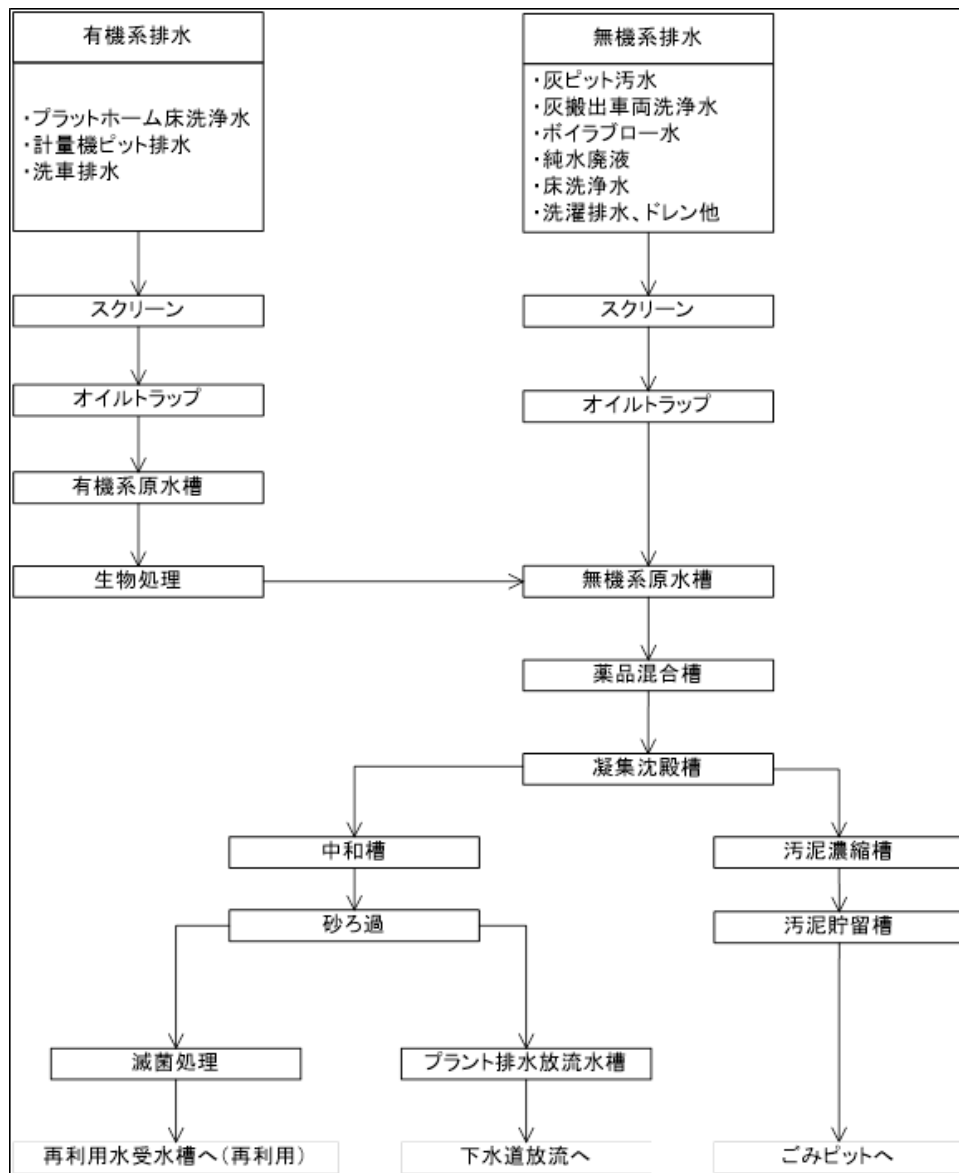 有機系排水
・プラットホーム床洗浄水
・計量機ピット排水
・洗車排水
無機系排水
・灰ピット汚水
・灰搬出車両洗浄水
・ボイラブロー水
・純水廃液
・床洗浄水
・洗濯排水、ドレン他
スクリーン
スクリーン
オイルトラップ
オイルトラップ
有機系原水槽
生物処理
無機系原水槽
薬品混合槽
凝集沈殿槽
中和槽
汚泥濃縮槽
砂ろ過
汚泥貯留槽
滅菌処理
プラント排水放流水槽
再利用水受水槽へ(再利用)
下水道放流へ
ごみピットへ